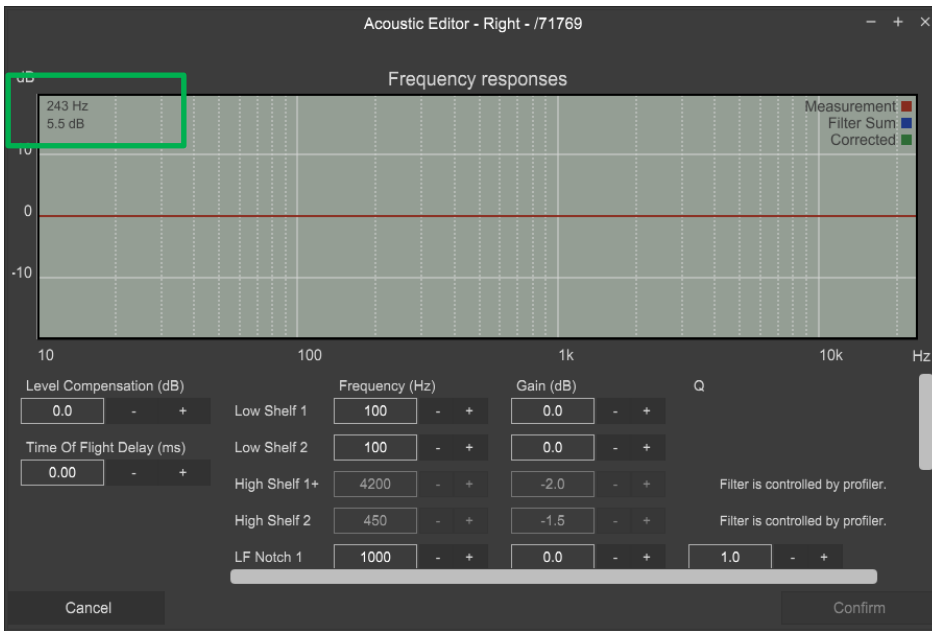 Acoustic Editor - Right - /71769
- + ×
dB
Frequency responses
243 Hz
5.5 dB
Measurement
Filter Sum
Corrected
10
0
-10
10 100 1k 10k Hz
Level Compensation (dB) Frequency (Hz) Gain (dB) Q
0.0 - + Low Shelf 1 100 - + 0.0 - +
Time Of Flight Delay (ms) Low Shelf 2 100 - + 0.0 - +
0.00 - + High Shelf 1+ 4200 - + -2.0 - + Filter is controlled by profiler.
High Shelf 2 450 - + -1.5 - + Filter is controlled by profiler.
LF Notch 1 1000 - + 0.0 - + 1.0 - +
Cancel Confirm